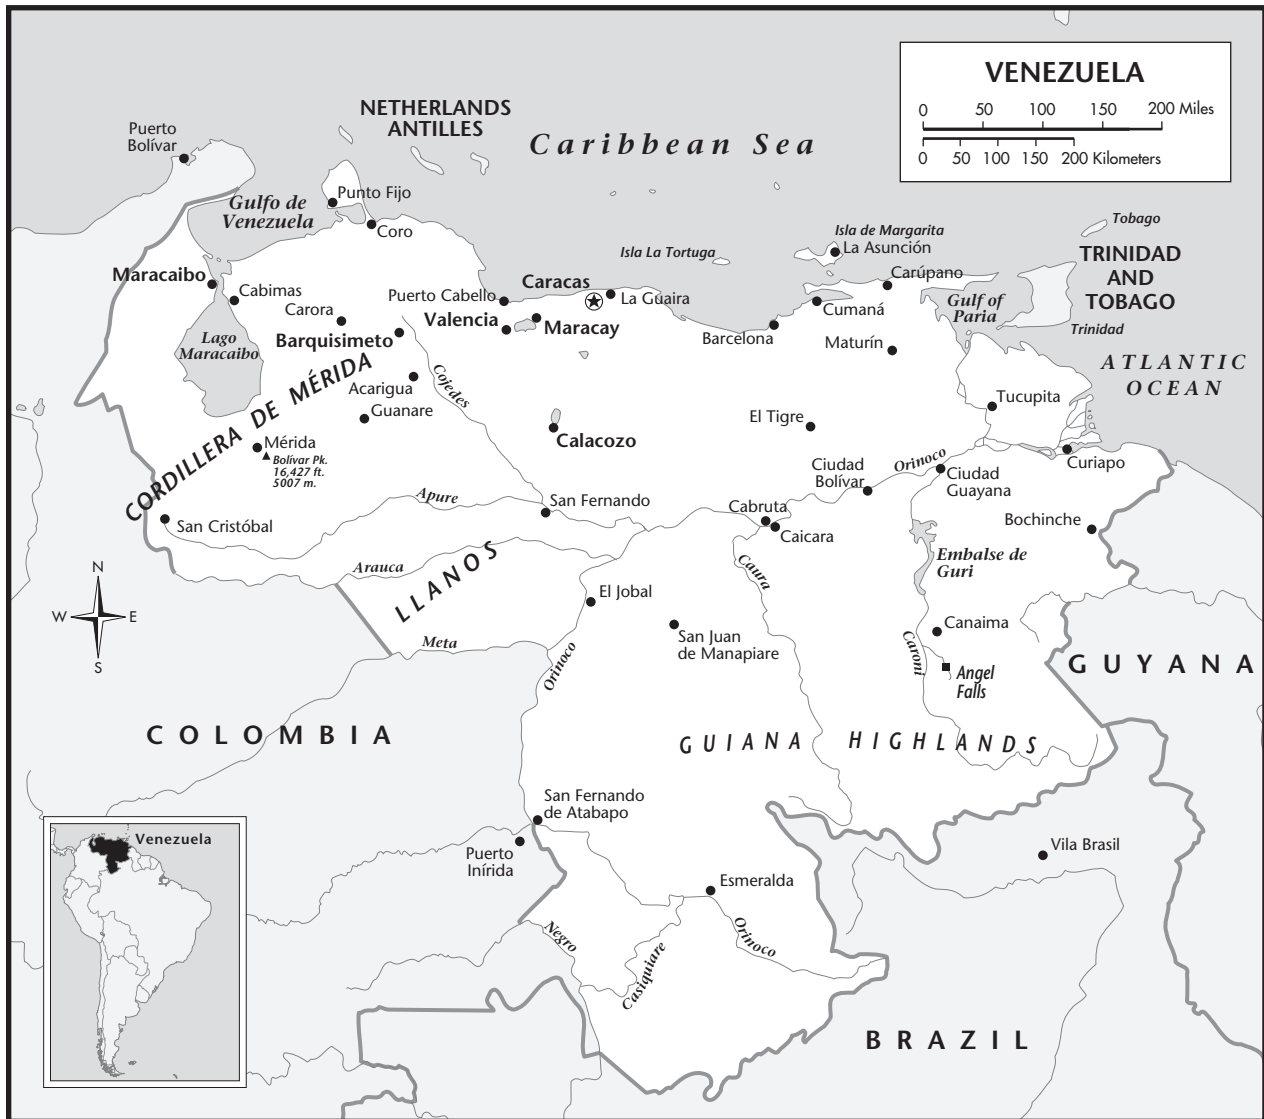 VENEZUELA
0 50 100 150 200 Miles
0 50 100 150 200 Kilometers
NETHERLANDS
ANTILLES
Caribbean Sea
Puerto
Bolívar
Gulfo de
Venezuela
Punto Fijo
Coro
Isla La Tortuga
Isla de Margarita
La Asunción
Tobago
TRINIDAD
AND
TOBAGO
Trinidad
Carúpano
Gulf of
Paria
ATLANTIC
OCEAN
Maracaibo
Cabimas
Carora
Barquisimeto
Lago
Maracaibo
Puerto Cabello
Valencia
Caracas
La Guaira
Maracay
Barcelona
Cumaná
Maturín
CORDILLERA DE MÉRIDA
Acarigua
Guanare
Cojedes
Calacozo
El Tigre
Tucupita
Mérida
Bolívar Pk.
16,427 ft.
5007 m.
Ciudad
Bolívar
Orinoco
Ciudad
Guayana
Curiapo
San Cristóbal
Apure
San Fernando
Cabruta
Caicara
Bochinche
Arauca
LLANOS
Caura
Embalse de
Guri
N
W E
S
El Jobal
Meta
Orinoco
San Juan
de Manapiare
Canaima
Caroni
Angel
Falls
GUYANA
COLOMBIA
GUIANA HIGHLANDS
San Fernando
de Atabapo
Puerto
Inírida
Vila Brasil
Esmeralda
Negro
Casiquiare
Orinoco
BRAZIL
Venezuela